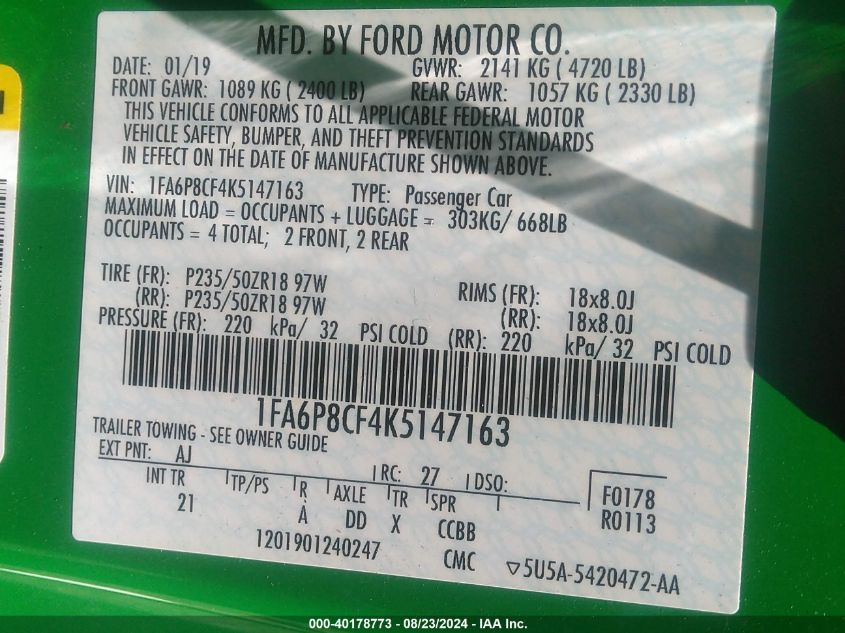 MFD. BY FORD MOTOR CO.
DATE: 01/19 GVWR: 2141 KG ( 4720 LB)
FRONT GAWR: 1089 KG ( 2400 LB) REAR GAWR: 1057 KG ( 2330 LB)
THIS VEHICLE CONFORMS TO ALL APPLICABLE FEDERAL MOTOR
VEHICLE SAFETY, BUMPER, AND THEFT PREVENTION STANDARDS
IN EFFECT ON THE DATE OF MANUFACTURE SHOWN ABOVE.
VIN: 1FA6P8CF4K5147163 TYPE: Passenger Car
MAXIMUM LOAD = OCCUPANTS + LUGGAGE = 303KG/ 668LB
OCCUPANTS = 4 TOTAL; 2 FRONT, 2 REAR
TIRE (FR): P235/50ZR18 97W RIMS (FR): 18x8.0J
(RR): P235/50ZR18 97W (RR): 18x8.0J
PRESSURE (FR): 220 kPa/ 32 PSI COLD (RR): 220 kPa/ 32 PSI COLD
1FA6P8CF4K5147163
TRAILER TOWING - SEE OWNER GUIDE
EXT PNT: AJ RC: 27 DSO:
INT TR TP/PS R AXLE TR SPR F0178
21 A DD X CCBB R0113
1201901240247 CMC ▽5U5A-5420472-AA
000-40178773 - 08/23/2024 - IAA Inc.